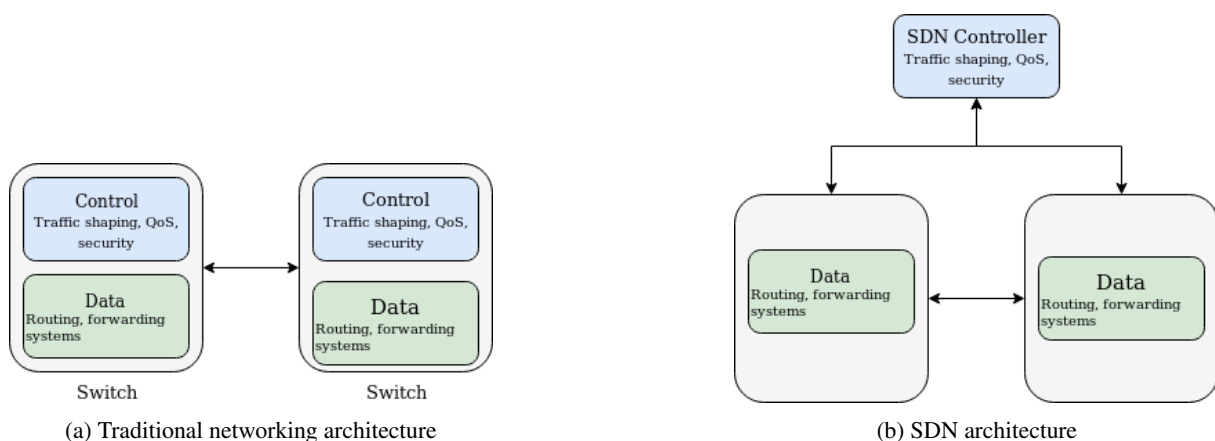 Control
Traffic shaping, QoS,
security
Data
Routing, forwarding
systems
Switch
Control
Traffic shaping, QoS,
security
Data
Routing, forwarding
systems
Switch
(a) Traditional networking architecture
SDN Controller
Traffic shaping, QoS,
security
Data
Routing, forwarding
systems
Data
Routing, forwarding
systems
(b) SDN architecture